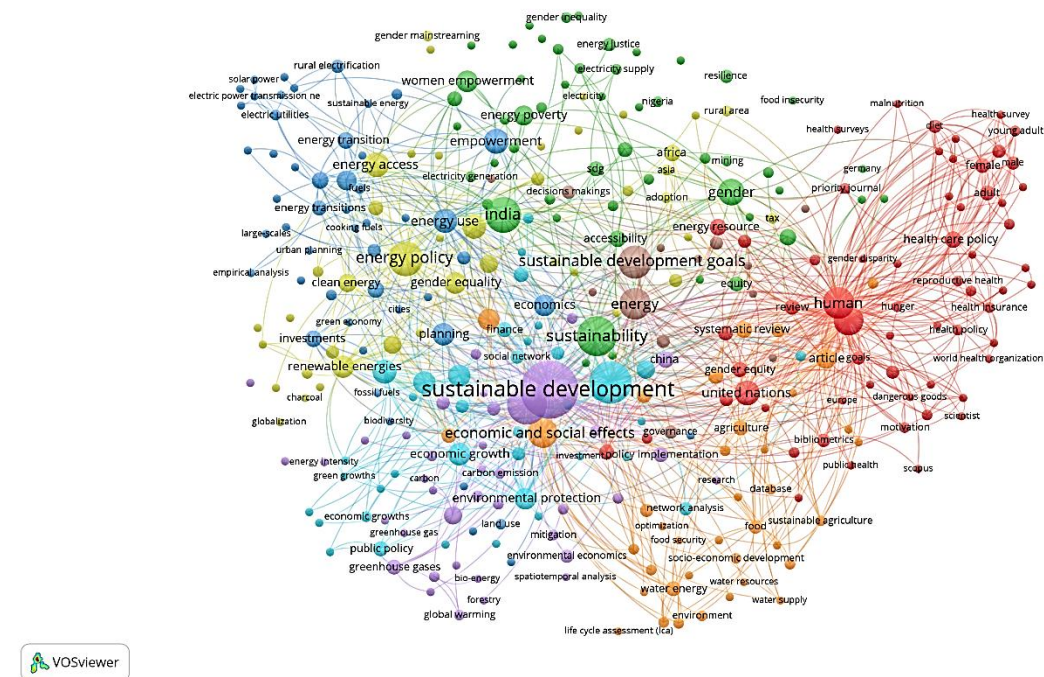 gender inequality
gender mainstreaming
energy justice
rural electrification
electricity supply
solar power
women empowerment
resilience
electric power transmission ne
electricity
sustainable energy
nigeria
food insecurity
malnutrition
electric utilities
energy poverty
rural area
health survey
health surveys
diet
young adult
energy transition
empowerment
africa
mining
female
male
energy access
sdg
asia
germany
electricity generation
fuels
decisions makings
adoption
gender
priority journal
adult
energy transitions
india
energy use
tax
cooking fuels
energy resource
large-scales
accessibility
health care policy
urban planning
energy policy
sustainable development goals
gender disparity
empirical analysis
clean energy
gender equality
equity
reproductive health
economics
energy
human
cities
review
hunger
health insurance
green economy
finance
systematic review
health policy
investments
planning
sustainability
social network
china
article
goals
world health organization
renewable energies
gender equity
fossil fuels
sustainable development
united nations
charcoal
europe
dangerous goods
scientist
globalization
biodiversity
economic and social effects
governance
agriculture
motivation
bibliometrics
economic growth
investment
policy implementation
energy intensity
public health
scopus
green growths
carbon
carbon emission
research
database
environmental protection
network analysis
economic growths
land use
optimization
food
sustainable agriculture
greenhouse gas
mitigation
food security
public policy
environmental economics
socio-economic development
greenhouse gases
bio-energy
spatiotemporal analysis
water energy
water resources
forestry
water supply
global warming
environment
life cycle assessment (lca)
VOSviewer